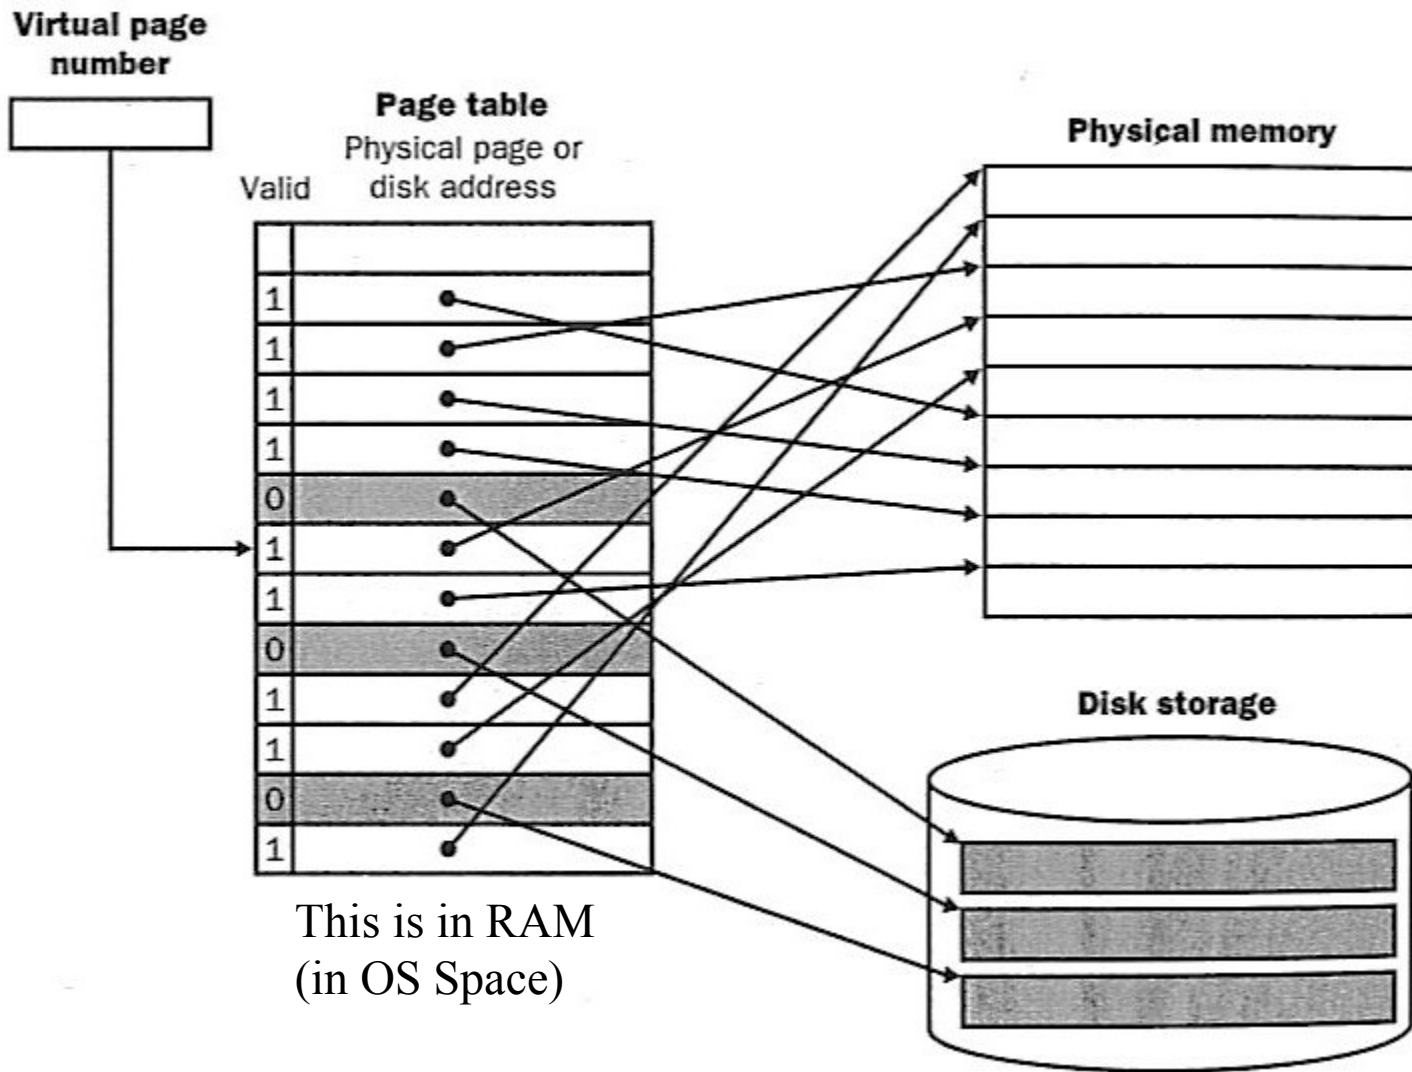 Virtual page
number
Page table
Physical page or
disk address
Valid
Physical memory
1
1
1
1
0
1
1
0
1
1
0
1
Disk storage
This is in RAM
(in OS Space)